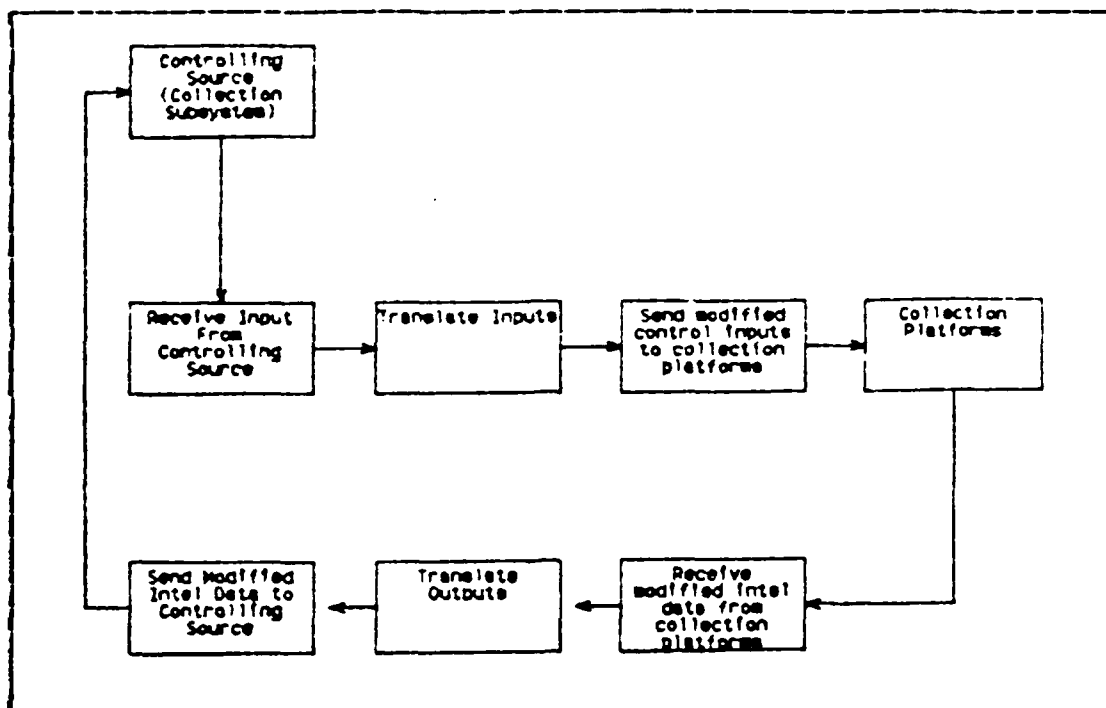 Controlling
Source
(Collection
Subsystem)
Receive Input
From
Controlling
Source
Translate Inputs
Send modified
control inputs
to collection
platforms
Collection
Platforms
Send Modified
Intel Data to
Controlling
Source
Translate
Outputs
Receive
modified intel
data from
collection
platforms